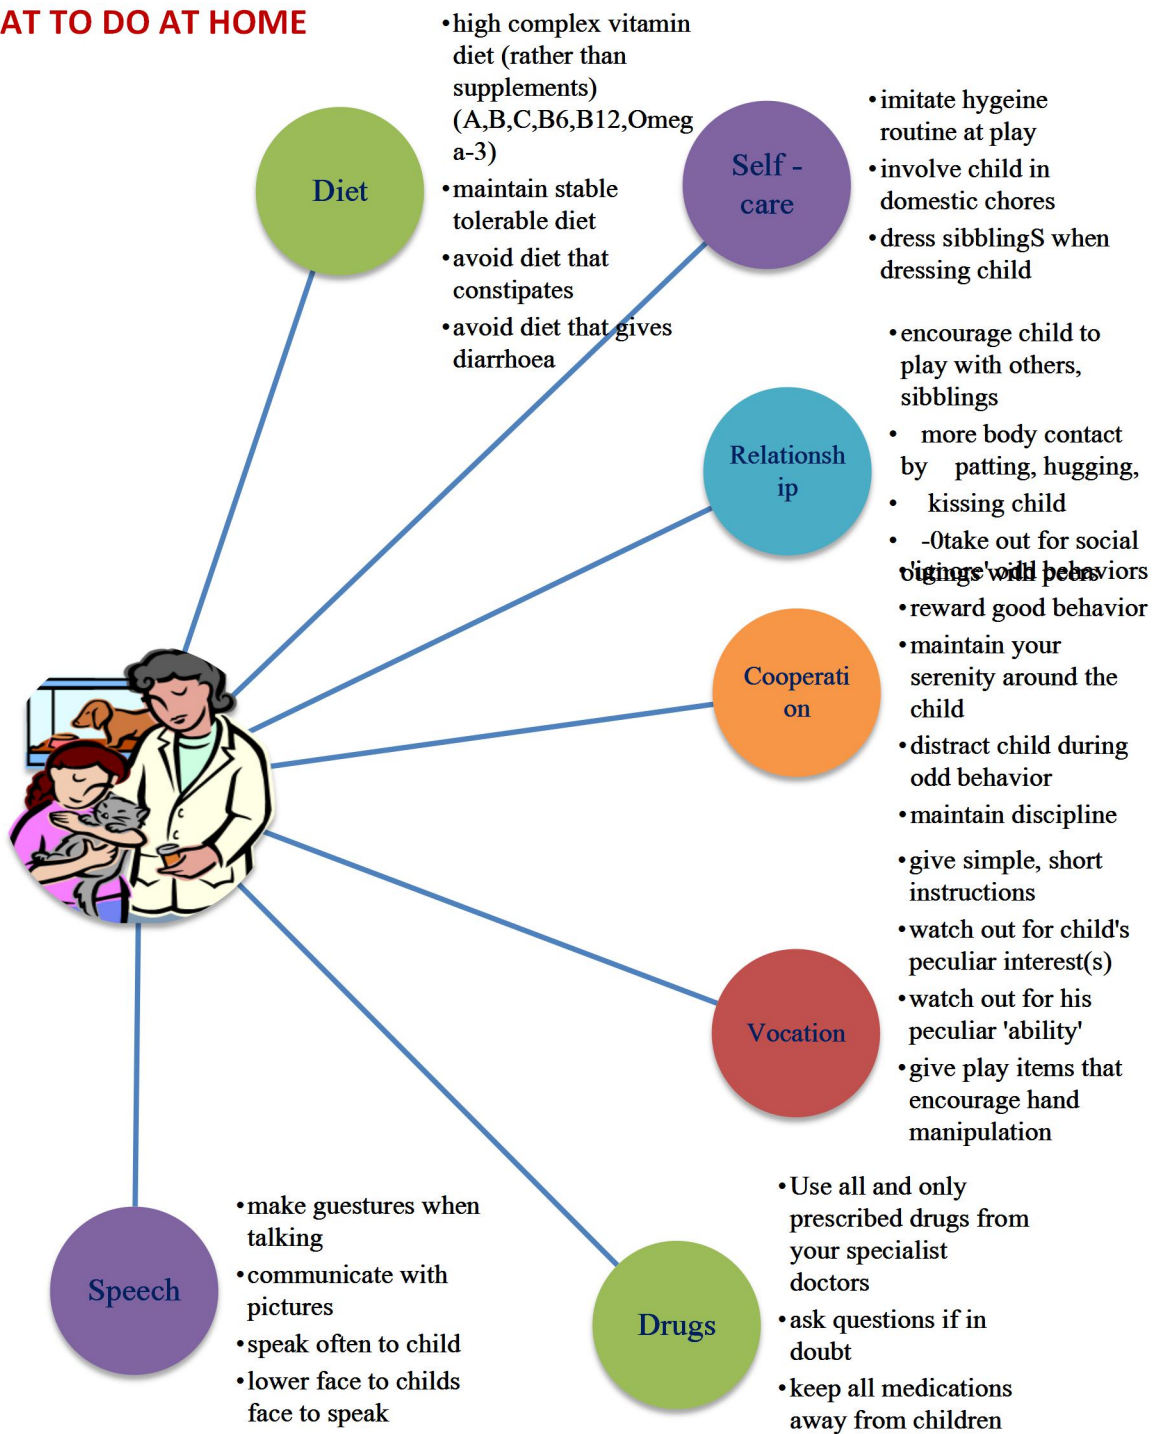 AT TO DO AT HOME
Diet
•high complex vitamin
diet (rather than
supplements)
(A,B,C,B6,B12,Omeg
a-3)
•maintain stable
tolerable diet
•avoid diet that
constipates
•avoid diet that gives
diarrhoea
Self -
care
•imitate hygeine
routine at play
•involve child in
domestic chores
•dress sibblingS when
dressing child
Relationsh
ip
•encourage child to
play with others,
sibblings
• more body contact
by patting, hugging,
• kissing child
• -0take out for social
outings with peers
Cooperati
on
•'ignore' odd behaviors
•reward good behavior
•maintain your
serenity around the
child
•distract child during
odd behavior
•maintain discipline
Vocation
•give simple, short
instructions
•watch out for child's
peculiar interest(s)
•watch out for his
peculiar 'ability'
•give play items that
encourage hand
manipulation
Drugs
•Use all and only
prescribed drugs from
your specialist
doctors
•ask questions if in
doubt
•keep all medications
away from children
Speech
•make guestures when
talking
•communicate with
pictures
•speak often to child
•lower face to childs
face to speak